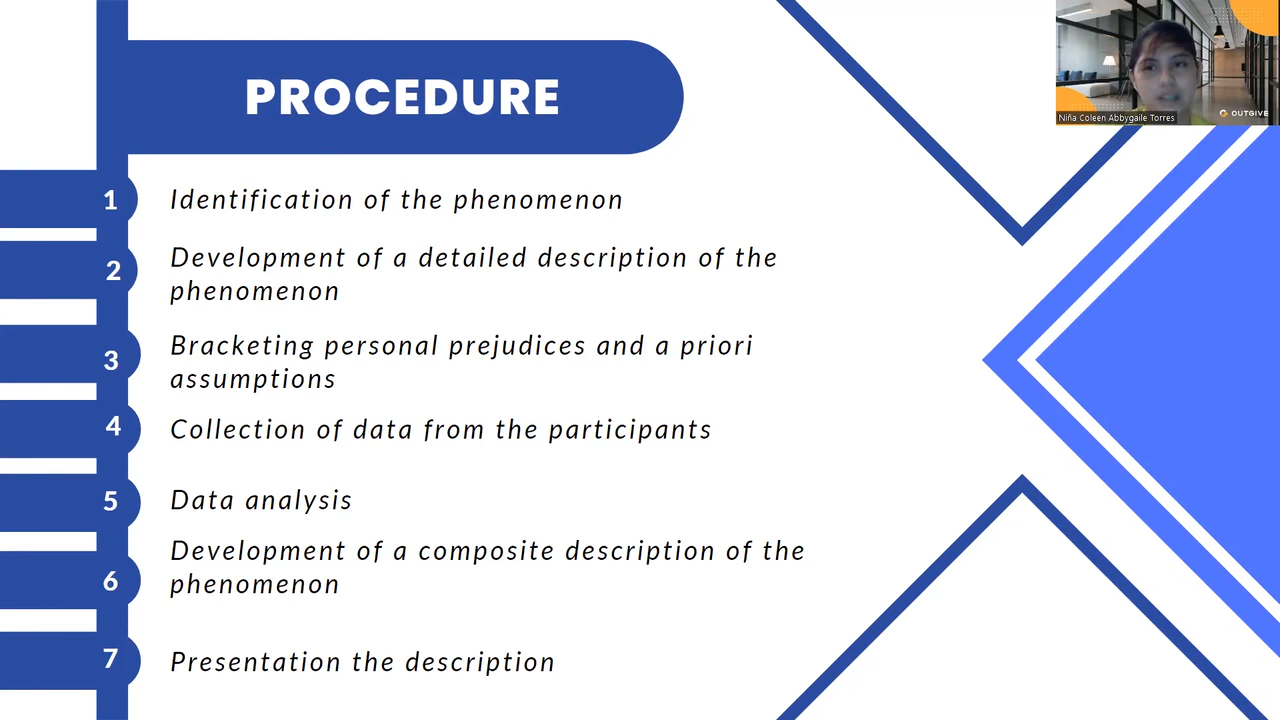 PROCEDURE
1 Identification of the phenomenon
2 Development of a detailed description of the
phenomenon
3 Bracketing personal prejudices and a priori
assumptions
4 Collection of data from the participants
5 Data analysis
6 Development of a composite description of the
phenomenon
7 Presentation the description
OUTGIVE
Niña Coleen Abbygaile Torres